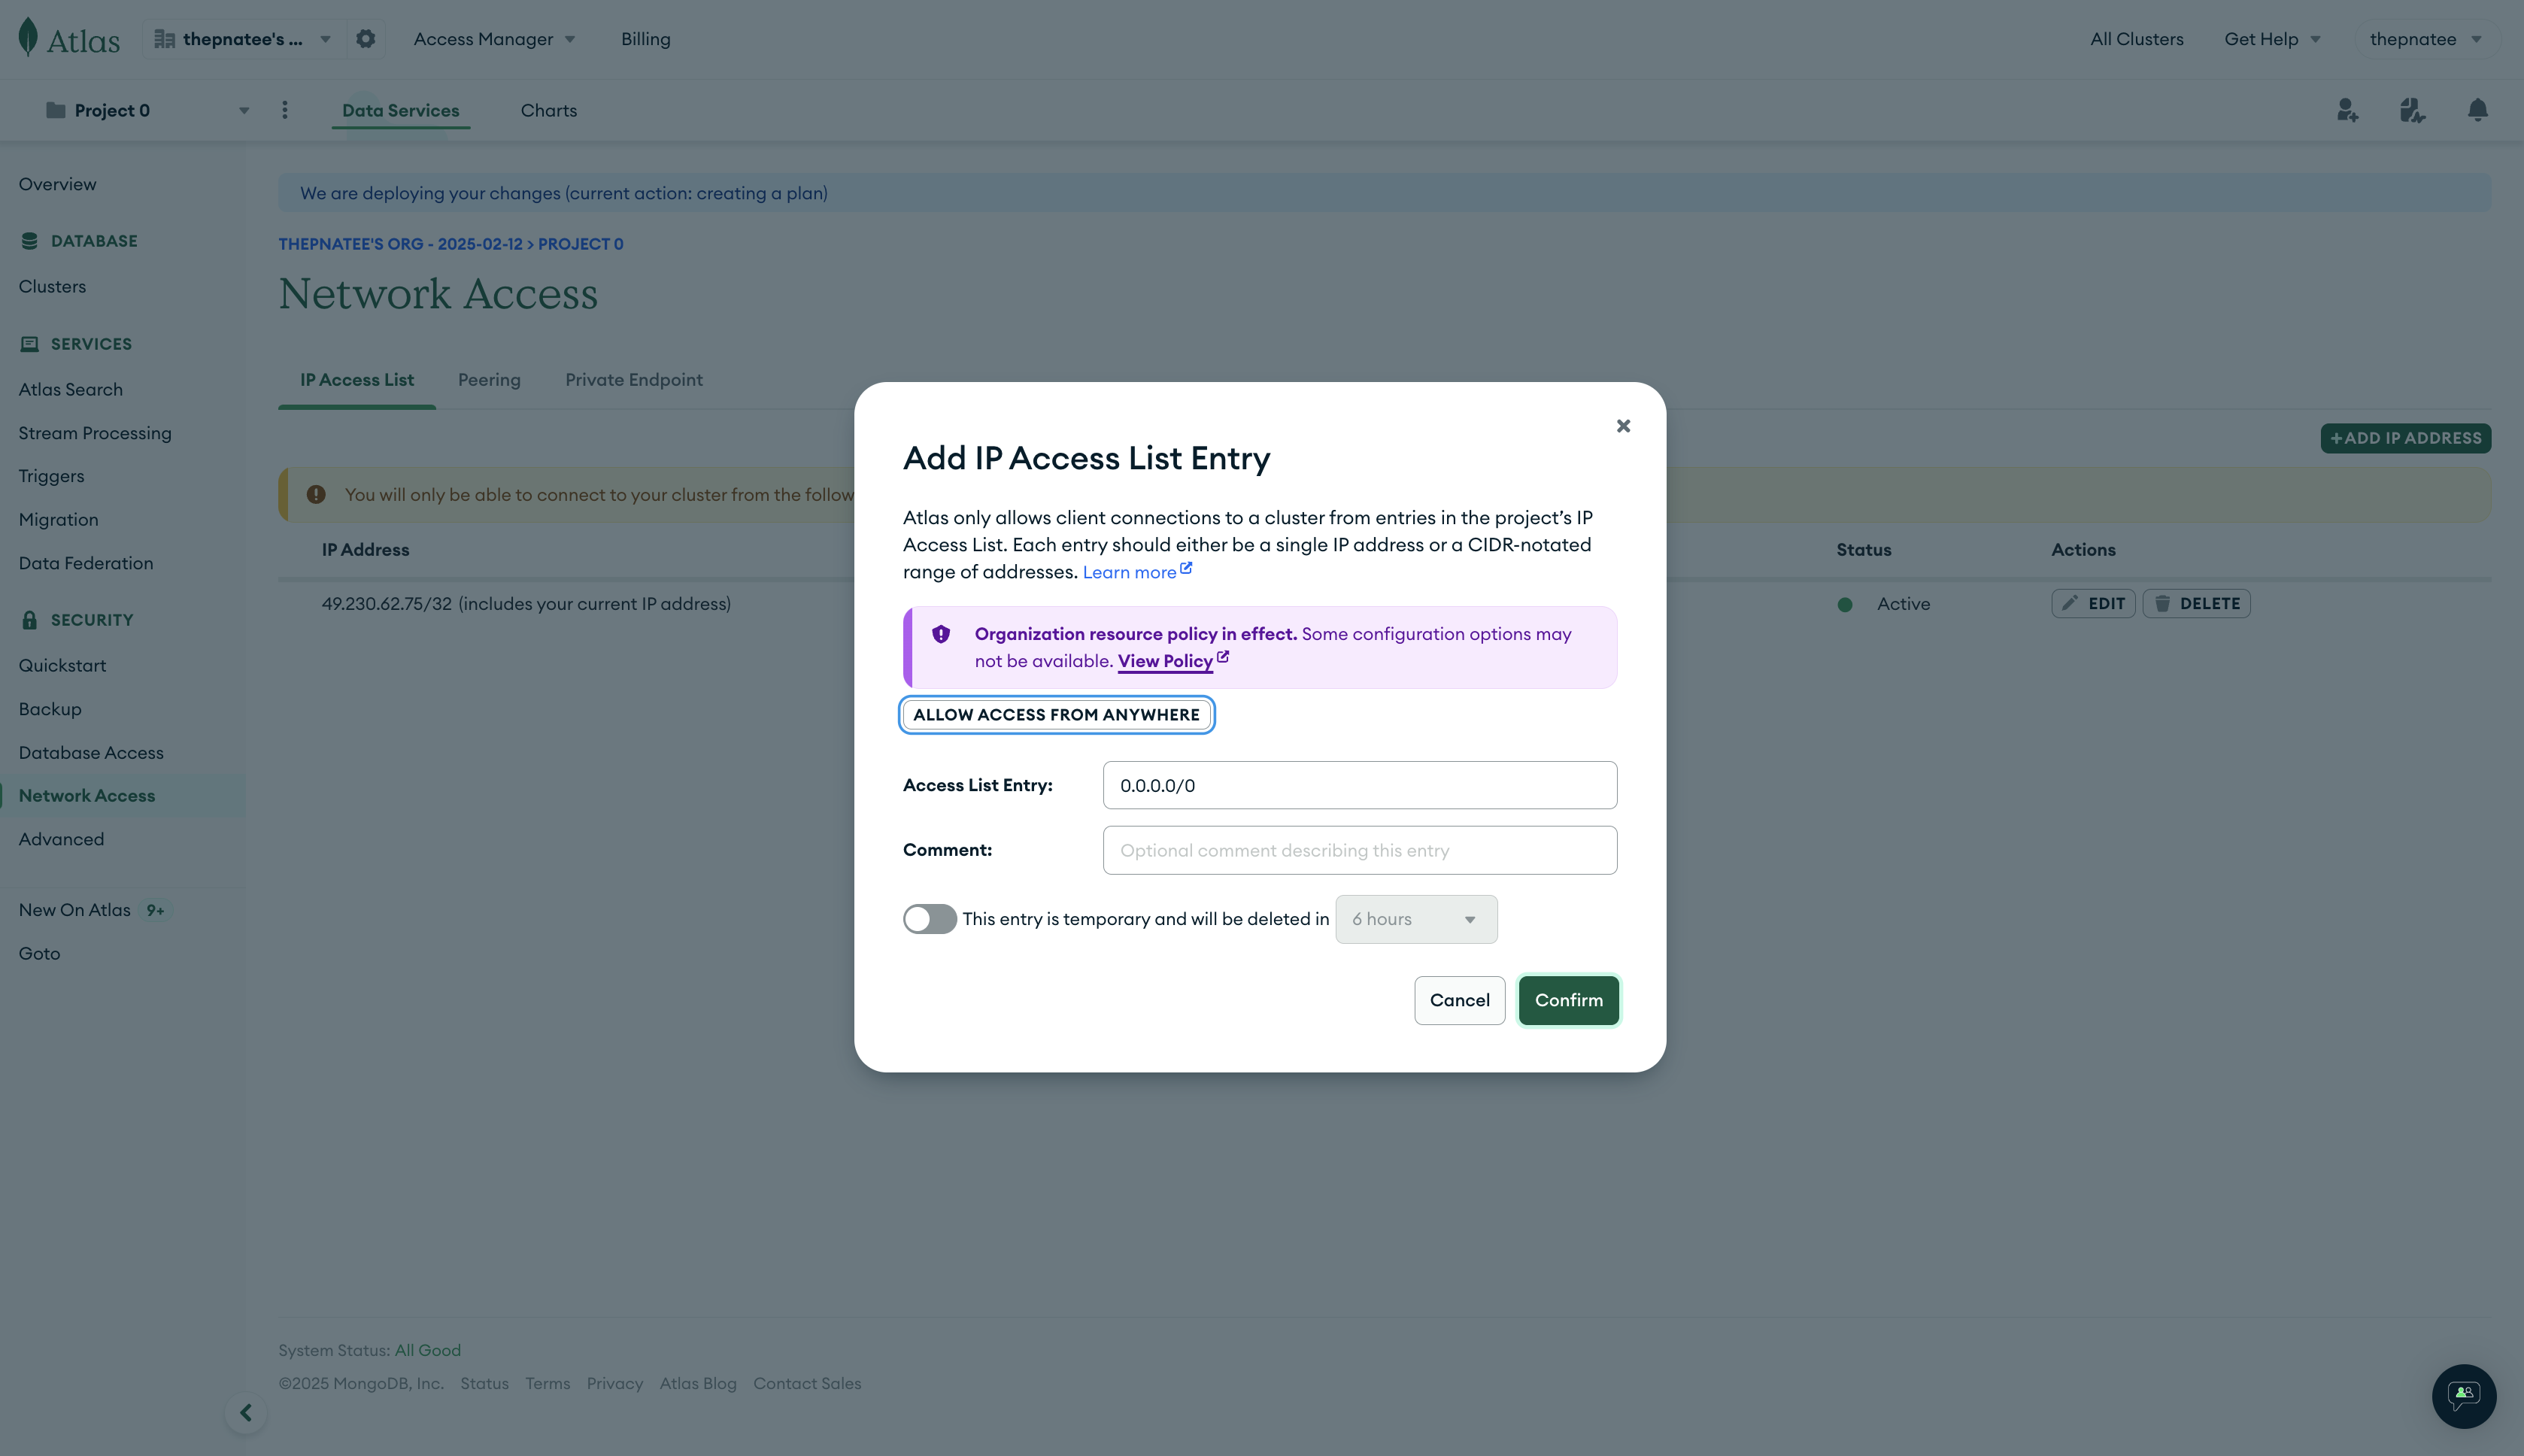 Atlas
thepnatee's ...
Access Manager
Billing
All Clusters
Get Help
thepnatee
Project 0
Data Services
Charts
Overview
DATABASE
Clusters
SERVICES
Atlas Search
Stream Processing
Triggers
Migration
Data Federation
SECURITY
Quickstart
Backup
Database Access
Network Access
Advanced
New On Atlas 9+
Goto
We are deploying your changes (current action: creating a plan)
THEPNATEE'S ORG - 2025-02-12 > PROJECT 0
Network Access
IP Access List
Peering
Private Endpoint
+ADD IP ADDRESS
You will only be able to connect to your cluster from the follow
IP Address
Status
Actions
49.230.62.75/32 (includes your current IP address)
Active
EDIT
DELETE
Add IP Access List Entry
Atlas only allows client connections to a cluster from entries in the project’s IP
Access List. Each entry should either be a single IP address or a CIDR-notated
range of addresses. Learn more
Organization resource policy in effect. Some configuration options may
not be available. View Policy
ALLOW ACCESS FROM ANYWHERE
Access List Entry:
0.0.0.0/0
Comment:
Optional comment describing this entry
This entry is temporary and will be deleted in
6 hours
Cancel
Confirm
System Status: All Good
©2025 MongoDB, Inc. Status Terms Privacy Atlas Blog Contact Sales